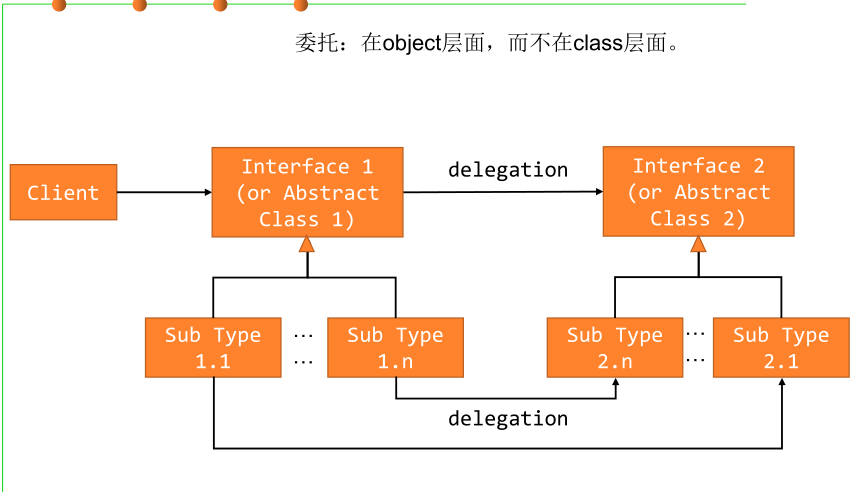 委托：在object层面，而不在class层面。
Client
Interface 1
(or Abstract
Class 1)
delegation
Interface 2
(or Abstract
Class 2)
Sub Type
1.1
…
…
Sub Type
1.n
Sub Type
2.n
…
…
Sub Type
2.1
delegation